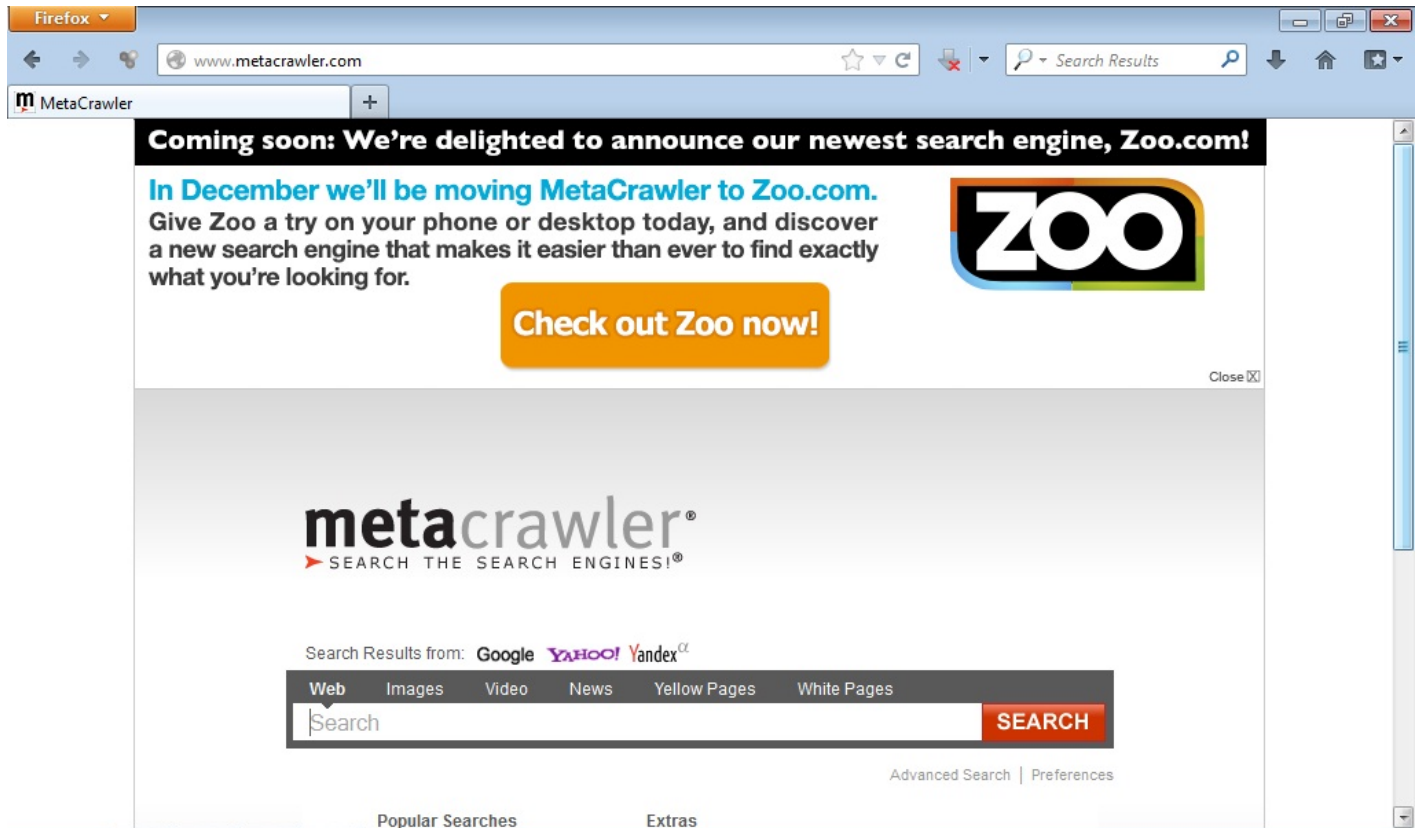 Firefox
www.metacrawler.com
Search Results
MetaCrawler
Coming soon: We're delighted to announce our newest search engine, Zoo.com!
In December we'll be moving MetaCrawler to Zoo.com.
Give Zoo a try on your phone or desktop today, and discover
a new search engine that makes it easier than ever to find exactly
what you're looking for.
ZOO
Check out Zoo now!
Close
metacrawler®
SEARCH THE SEARCH ENGINES!®
Search Results from: Google YAHOO! Yandex α
Web Images Video News Yellow Pages White Pages
Search SEARCH
Advanced Search | Preferences
Popular Searches Extras